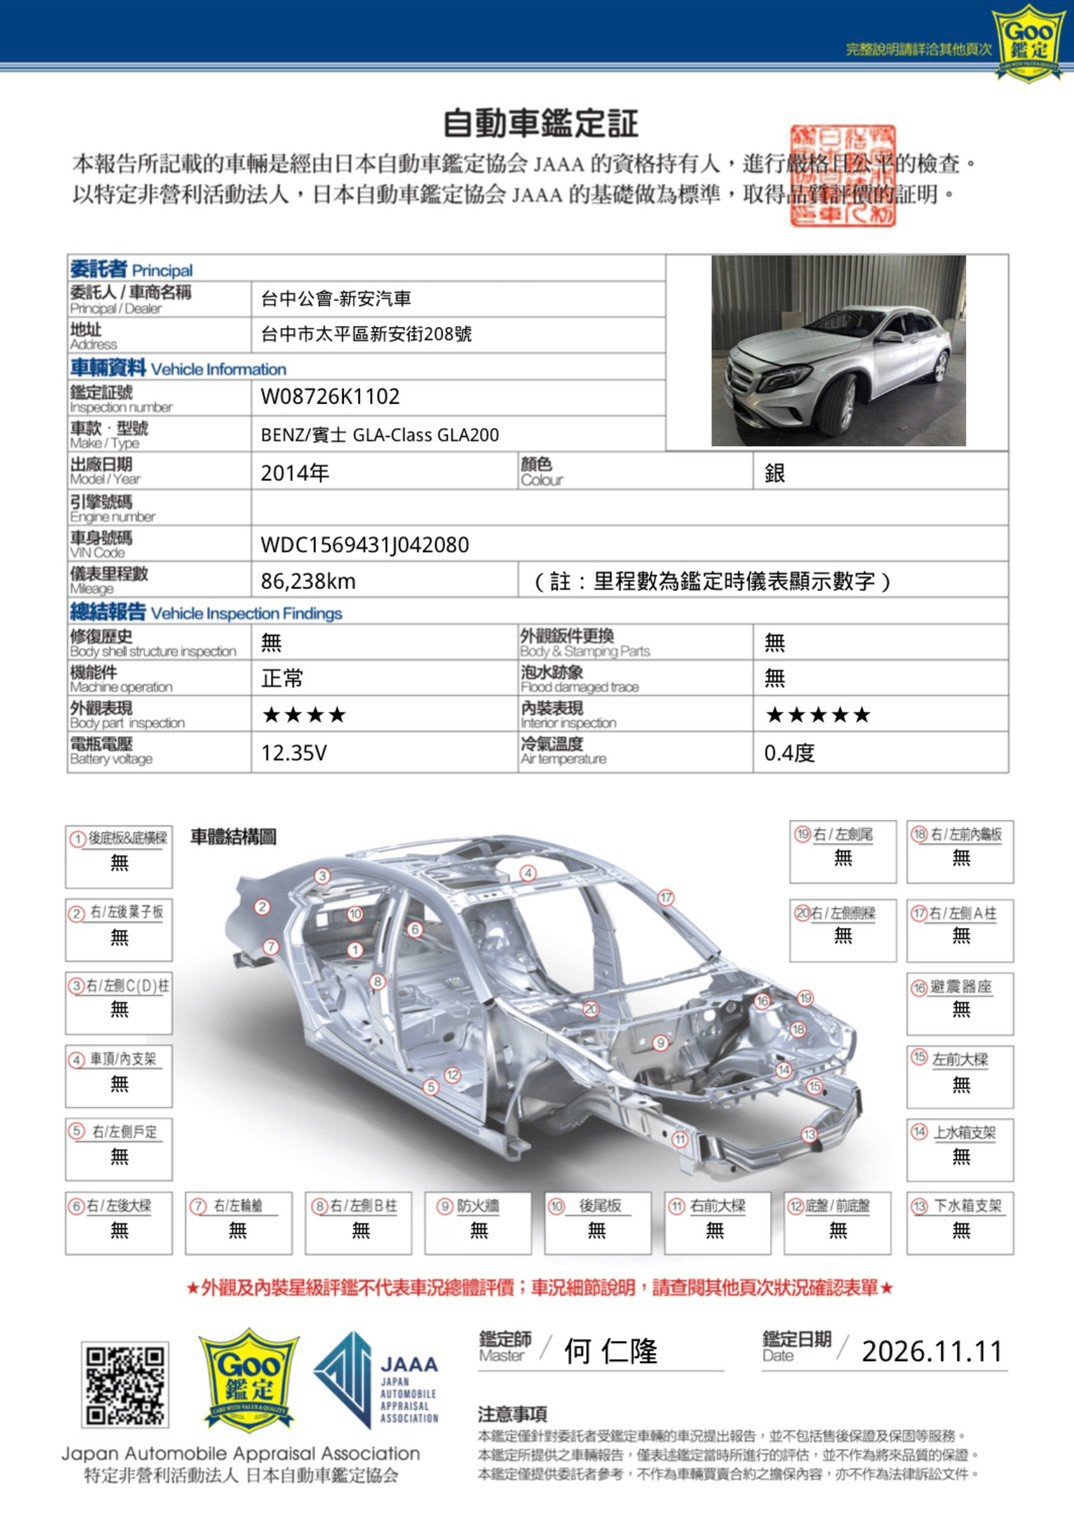 完整說明請詳洽其他頁次
Goo
鑑定
CARS WITH VALUE & QUALITY
自動車鑑定証
本報告所記載的車輛是經由日本自動車鑑定協会 JAAA 的資格持有人，進行嚴格且公平的檢查。
以特定非營利活動法人，日本自動車鑑定協会 JAAA 的基礎做為標準，取得品質評價的証明。
委託者 Principal
委託人 / 車商名稱
Principal / Dealer
台中公會-新安汽車
地址
Address
台中市太平區新安街208號
車輛資料 Vehicle Information
鑑定証號
Inspection number
W08726K1102
車款．型號
Make / Type
BENZ/賓士 GLA-Class GLA200
出廠日期
Model / Year
2014年
顏色
Colour
銀
引擎號碼
Engine number
車身號碼
VIN Code
WDC1569431J042080
儀表里程數
Mileage
86,238km
（註：里程數為鑑定時儀表顯示數字）
總結報告 Vehicle Inspection Findings
修復歷史
Body shell structure inspection
無
外觀鈑件更換
Body & Stamping Parts
無
機能件
Machine operation
正常
泡水跡象
Flood damaged trace
無
外觀表現
Body part inspection
★★★★
內裝表現
Interior inspection
★★★★★
電瓶電壓
Battery voltage
12.35V
冷氣溫度
Air temperature
0.4度
車體結構圖
①後底板&底橫樑
無
②右/左後葉子板
無
③右/左側C(D)柱
無
④車頂/內支架
無
⑤右/左側戶定
無
⑥右/左後大樑
無
⑦右/左輪艙
無
⑧右/左側B柱
無
⑨防火牆
無
⑩後尾板
無
⑪右前大樑
無
⑫底盤/前底盤
無
⑬下水箱支架
無
⑭上水箱支架
無
⑮左前大樑
無
⑯避震器座
無
⑰右/左側A柱
無
⑱右/左前內龜板
無
⑲右/左劍尾
無
⑳右/左側側樑
無
★外觀及內裝星級評鑑不代表車況總體評價；車況細節說明，請查閱其他頁次狀況確認表單★
Goo
鑑定
CARS WITH VALUE & QUALITY
JAAA
JAPAN
AUTOMOBILE
APPRAISAL
ASSOCIATION
Japan Automobile Appraisal Association
特定非營利活動法人 日本自動車鑑定協会
鑑定師
Master
何 仁隆
鑑定日期
Date
2026.11.11
注意事項
本鑑定僅針對委託者受鑑定車輛的車況提出報告，並不包括售後保證及保固等服務。
本鑑定所提供之車輛報告，僅表述鑑定當時所進行的評估，並不作為將來品質的保證。
本鑑定僅提供委託者參考，不作為車輛買賣合約之擔保內容，亦不作為法律訴訟文件。